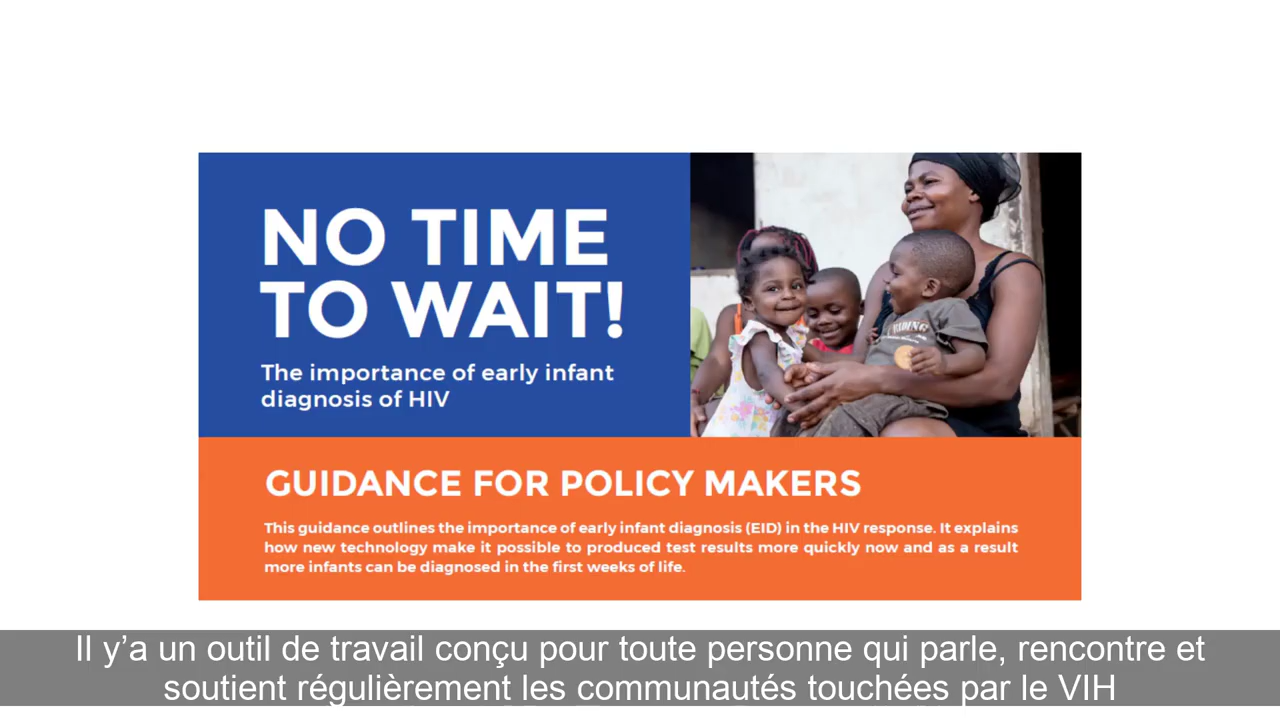 NO TIME
TO WAIT!
The importance of early infant
diagnosis of HIV
GUIDANCE FOR POLICY MAKERS
This guidance outlines the importance of early infant diagnosis (EID) in the HIV response. It explains
how new technology make it possible to produced test results more quickly now and as a result
more infants can be diagnosed in the first weeks of life.
Il y’a un outil de travail conçu pour toute personne qui parle, rencontre et
soutient régulièrement les communautés touchées par le VIH